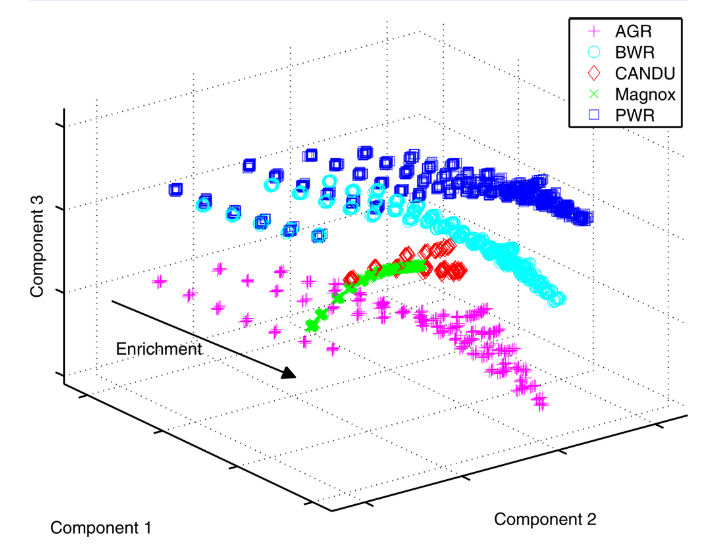 AGR
BWR
CANDU
Magnox
PWR
Component 3
Enrichment
Component 1
Component 2